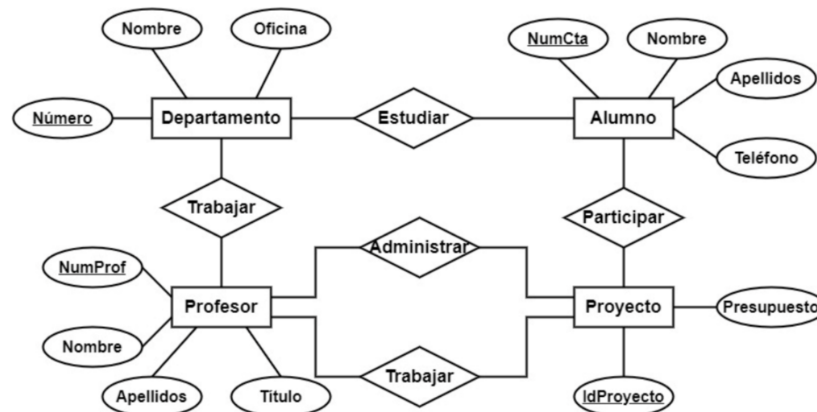 Nombre
Oficina
NumCta
Nombre
Apellidos
Número
Departamento
Estudiar
Alumno
Teléfono
Trabajar
Participar
Administrar
NumProf
Profesor
Proyecto
Presupuesto
Nombre
Trabajar
Apellidos
Titulo
IdProyecto